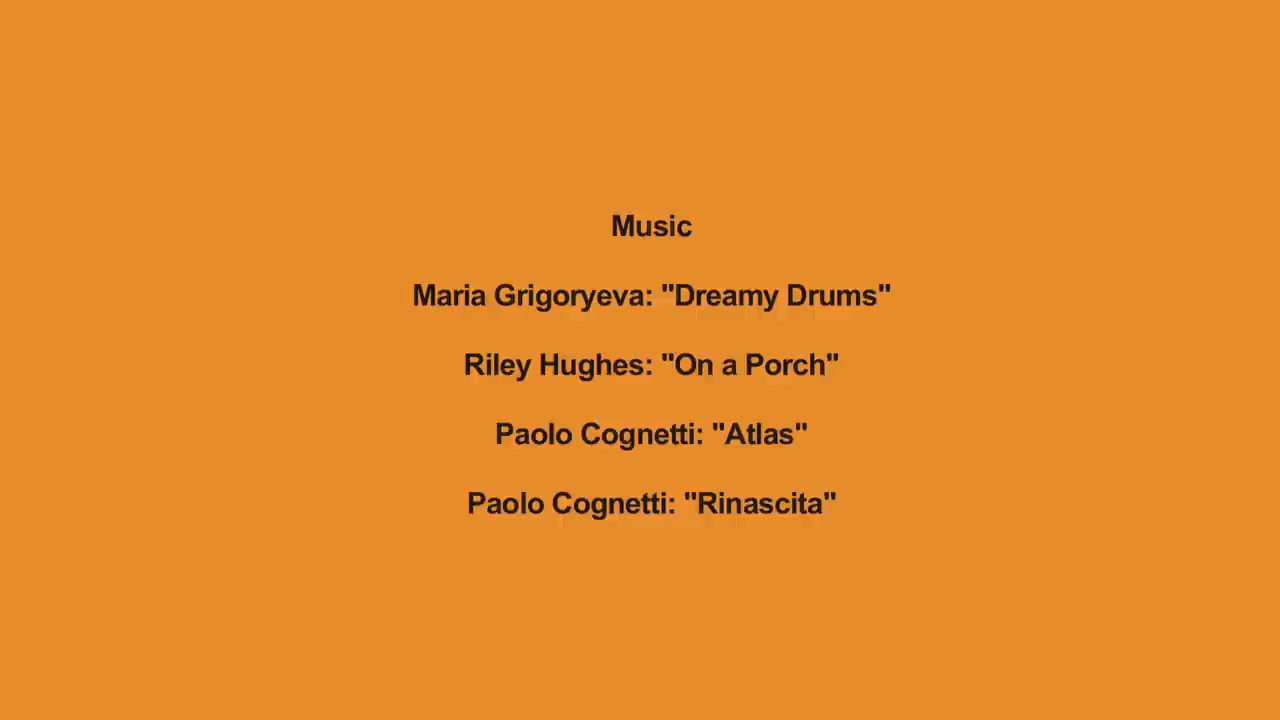 Music
Maria Grigoryeva: "Dreamy Drums"
Riley Hughes: "On a Porch"
Paolo Cognetti: "Atlas"
Paolo Cognetti: "Rinascita"